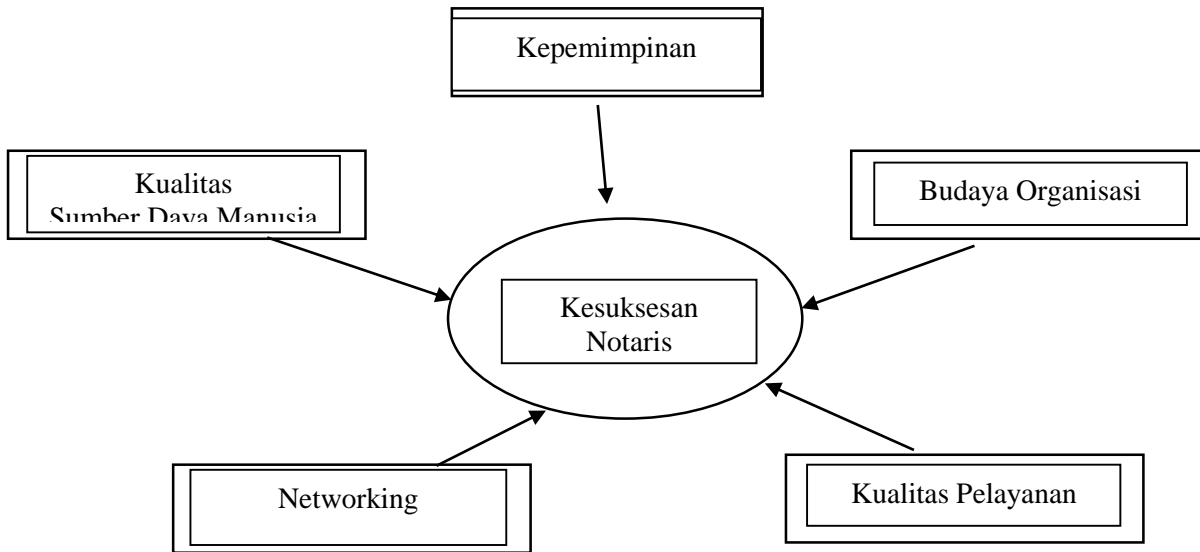 Kepemimpinan
Kualitas
Sumber Daya Manusia
Budaya Organisasi
Kesuksesan
Notaris
Networking
Kualitas Pelayanan